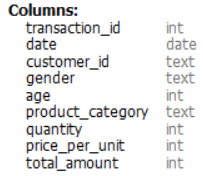 Columns:
transaction_id int
date date
customer_id text
gender text
age int
product_category text
quantity int
price_per_unit int
total_amount int